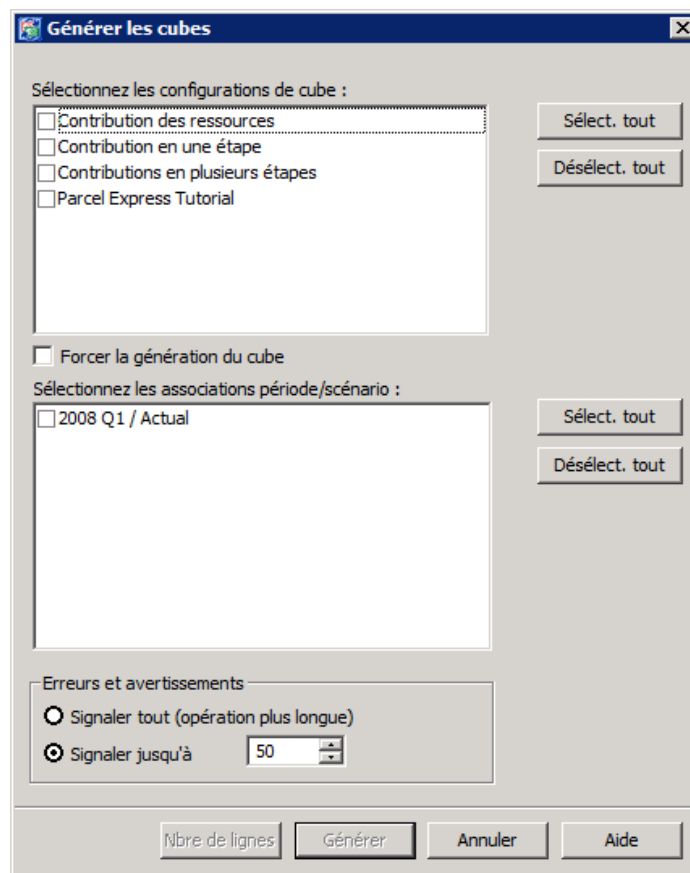 Générer les cubes
Sélectionnez les configurations de cube :
Contribution des ressources
Contribution en une étape
Contributions en plusieurs étapes
Parcel Express Tutorial
Sélect. tout
Désélect. tout
Forcer la génération du cube
Sélectionnez les associations période/scénario :
2008 Q1 / Actual
Sélect. tout
Désélect. tout
Erreurs et avertissements
Signaler tout (opération plus longue)
Signaler jusqu'à 50
Nbre de lignes Générer Annuler Aide